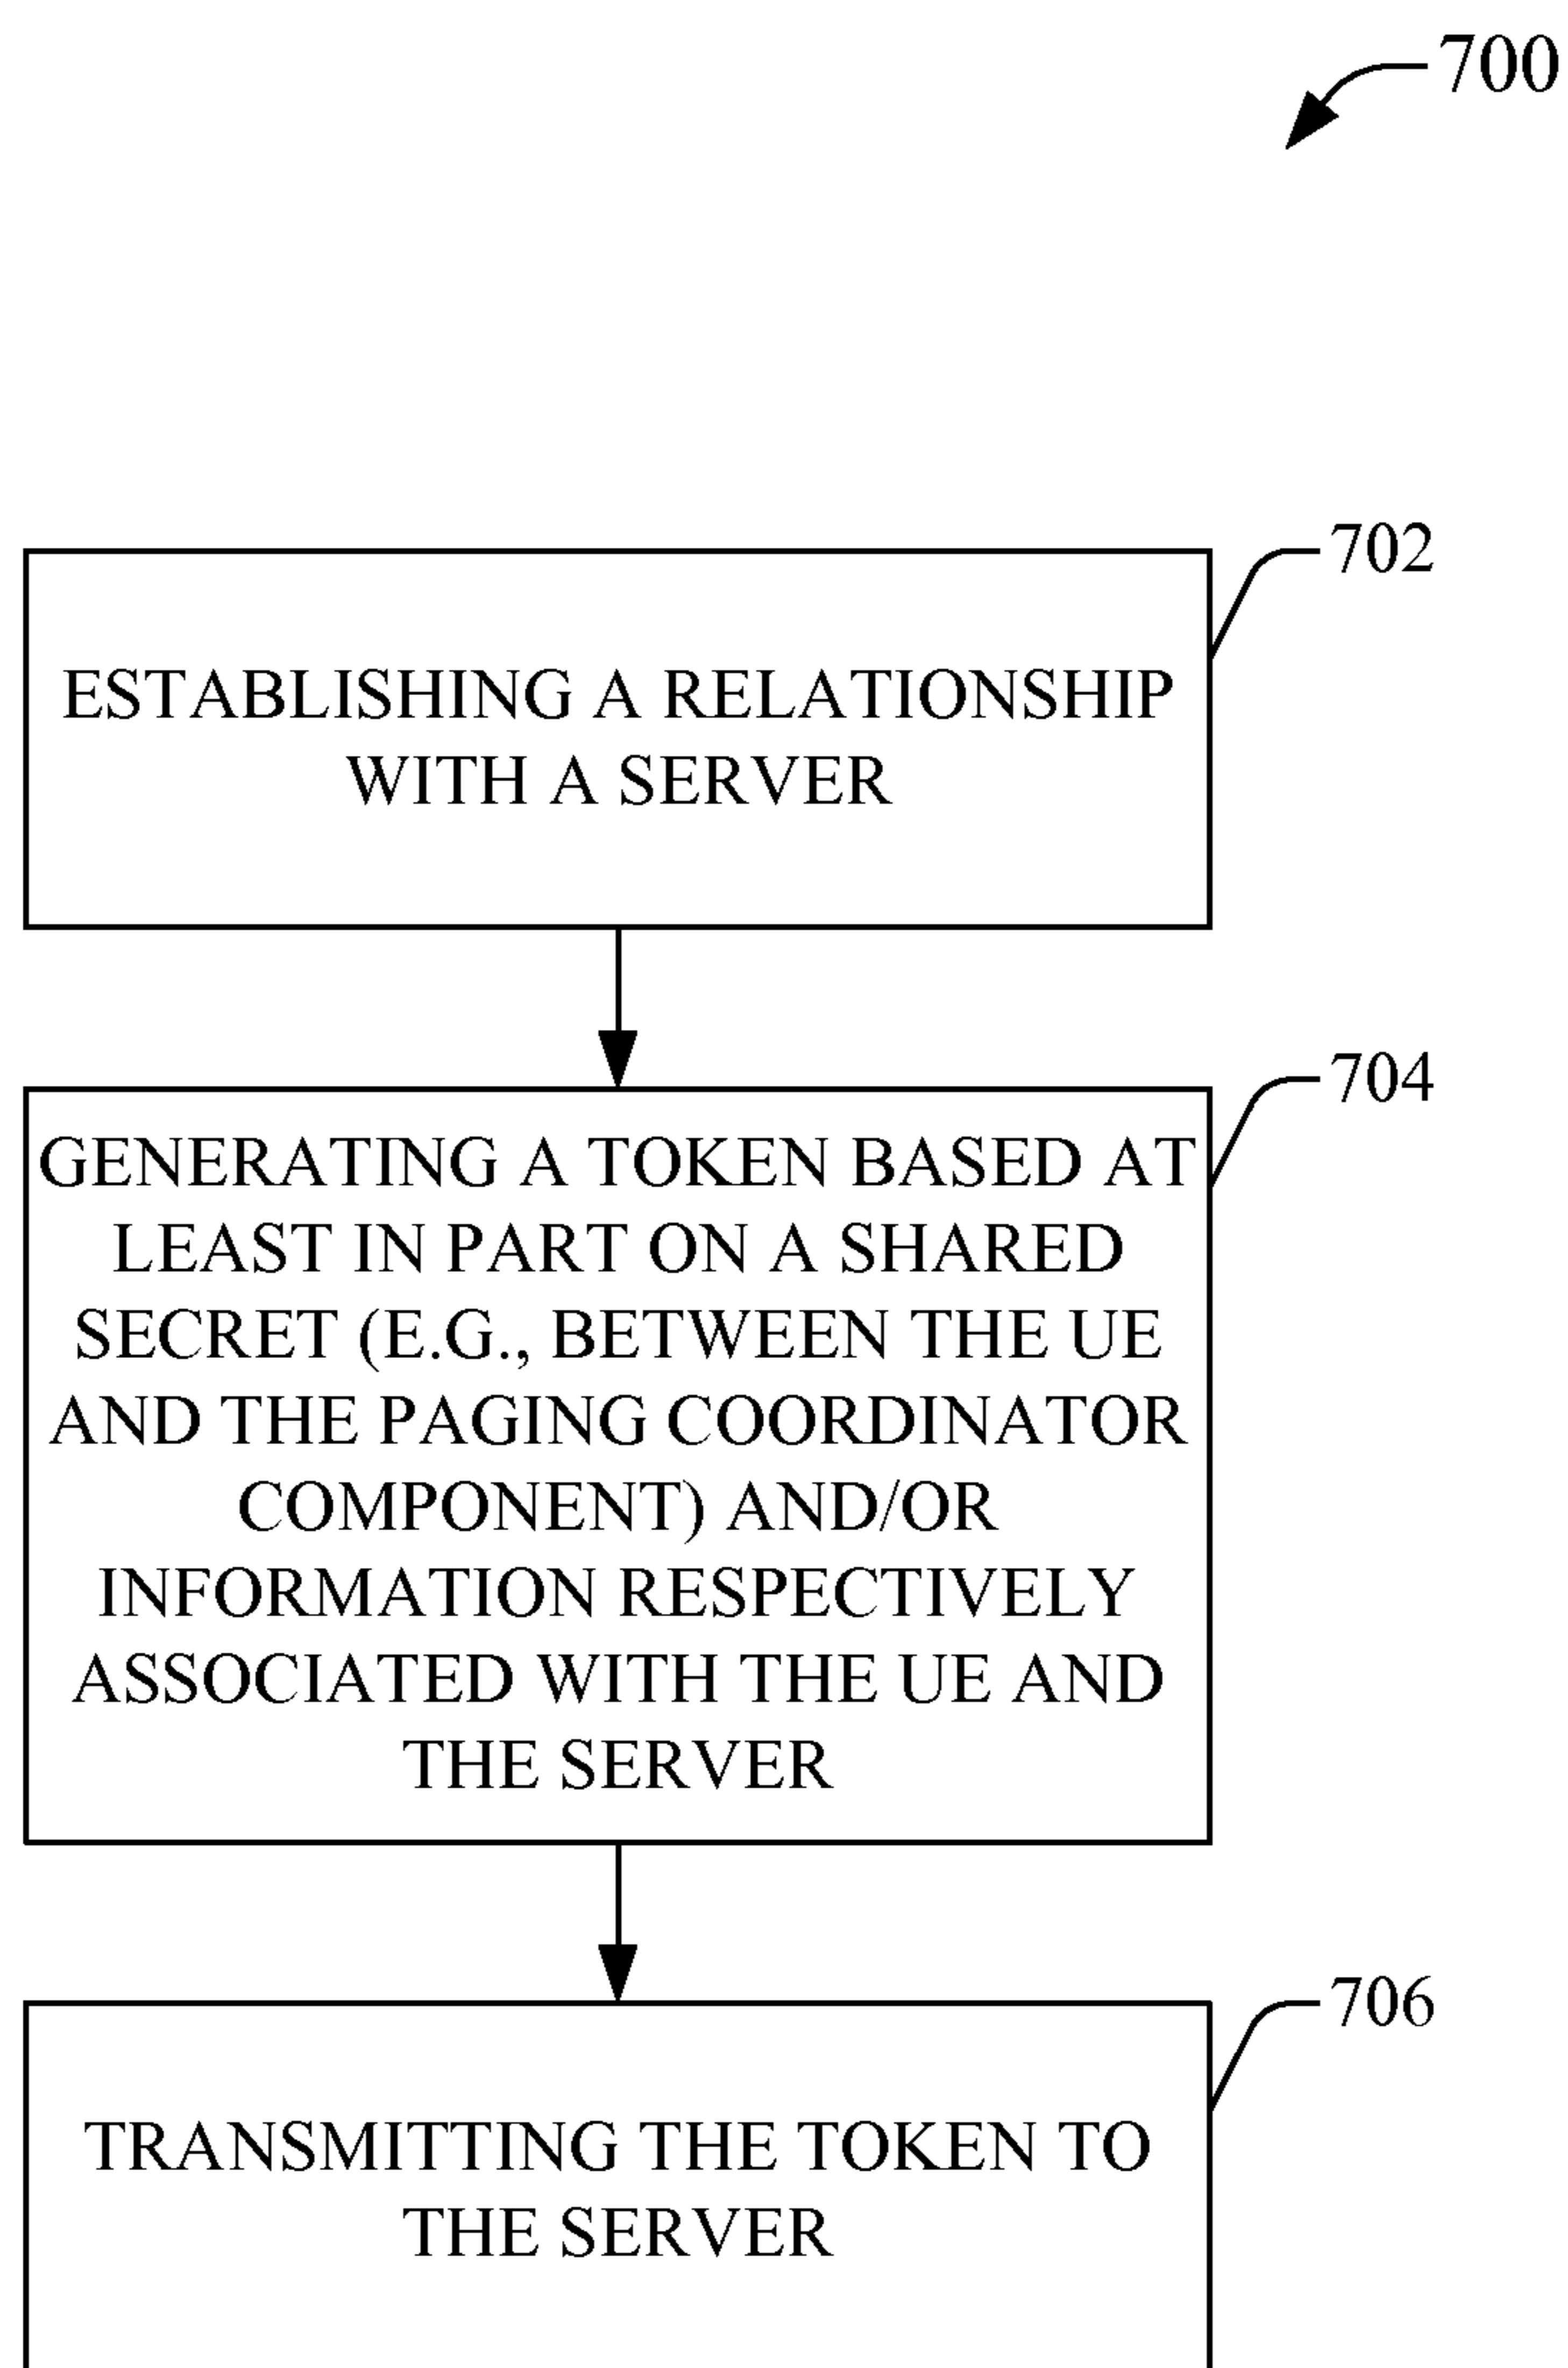 700
702
ESTABLISHING A RELATIONSHIP
WITH A SERVER
704
GENERATING A TOKEN BASED AT
LEAST IN PART ON A SHARED
SECRET (E.G., BETWEEN THE UE
AND THE PAGING COORDINATOR
COMPONENT) AND/OR
INFORMATION RESPECTIVELY
ASSOCIATED WITH THE UE AND
THE SERVER
706
TRANSMITTING THE TOKEN TO
THE SERVER